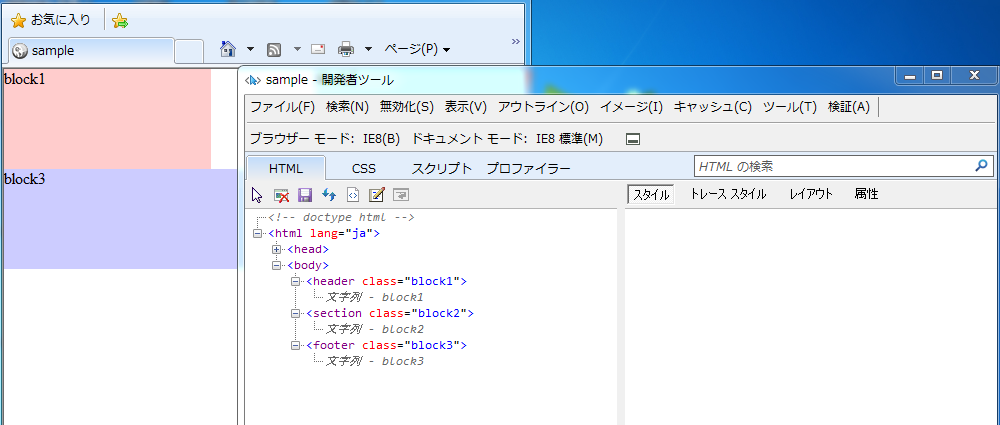 お気に入り
sample
ページ(P)
»
block1
block3
sample - 開発者ツール
ファイル(F) 検索(N) 無効化(S) 表示(V) アウトライン(O) イメージ(I) キャッシュ(C) ツール(T) 検証(A)
ブラウザー モード: IE8(B) ドキュメント モード: IE8 標準(M)
HTML CSS スクリプト プロファイラー
HTML の検索
スタイル トレース スタイル レイアウト 属性
<!-- doctype html -->
<html lang="ja">
<head>
<body>
<header class="block1">
文字列 - block1
<section class="block2">
文字列 - block2
<footer class="block3">
文字列 - block3